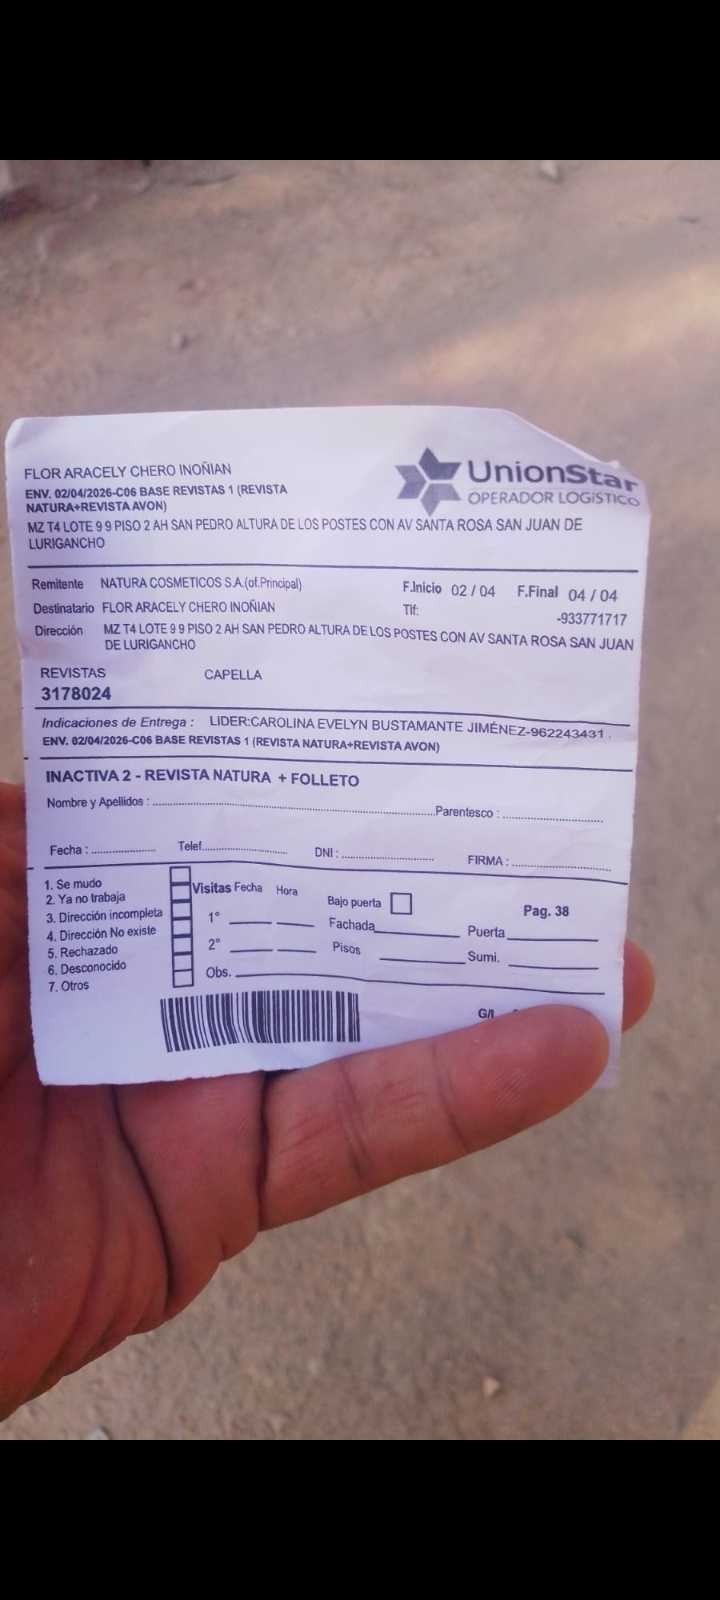 FLOR ARACELY CHERO INOÑIAN
ENV. 02/04/2026-C06 BASE REVISTAS 1 (REVISTA
NATURA+REVISTA AVON)
UnionStar
OPERADOR LOGíSTICO
MZ T4 LOTE 9 9 PISO 2 AH SAN PEDRO ALTURA DE LOS POSTES CON AV SANTA ROSA SAN JUAN DE
LURIGANCHO
Remitente NATURA COSMETICOS S.A.(of.Principal) F.Inicio 02 / 04 F.Final 04 / 04
Destinatario FLOR ARACELY CHERO INOÑIAN Tlf: -933771717
Dirección MZ T4 LOTE 9 9 PISO 2 AH SAN PEDRO ALTURA DE LOS POSTES CON AV SANTA ROSA SAN JUAN
DE LURIGANCHO
REVISTAS CAPELLA
3178024
Indicaciones de Entrega : LIDER:CAROLINA EVELYN BUSTAMANTE JIMÉNEZ-962243431 .
ENV. 02/04/2026-C06 BASE REVISTAS 1 (REVISTA NATURA+REVISTA AVON)
INACTIVA 2 - REVISTA NATURA + FOLLETO
Nombre y Apellidos : Parentesco :
Fecha : Telef. DNI : FIRMA :
1. Se mudo
2. Ya no trabaja
3. Dirección incompleta
4. Dirección No existe
5. Rechazado
6. Desconocido
7. Otros
Visitas Fecha Hora Bajo puerta Pag. 38
1° Fachada Puerta
2° Pisos Sumi.
Obs.